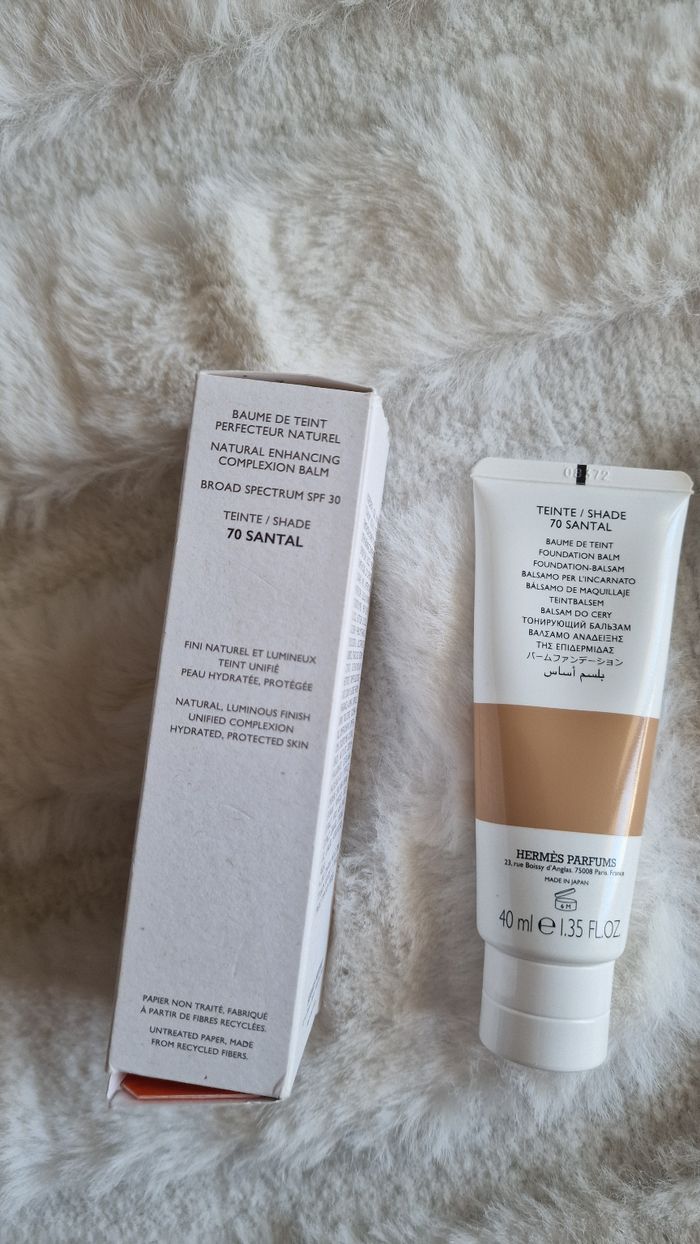 BAUME DE TEINT
PERFECTEUR NATUREL
NATURAL ENHANCING
COMPLEXION BALM
BROAD SPECTRUM SPF 30
TEINTE / SHADE
70 SANTAL
FINI NATUREL ET LUMINEUX
TEINT UNIFIÉ
PEAU HYDRATÉE, PROTÉGÉE
NATURAL, LUMINOUS FINISH
UNIFIED COMPLEXION
HYDRATED, PROTECTED SKIN
PAPIER NON TRAITÉ, FABRIQUÉ
À PARTIR DE FIBRES RECYCLÉES.
UNTREATED PAPER, MADE
FROM RECYCLED FIBERS.
TEINTE / SHADE
70 SANTAL
BAUME DE TEINT
FOUNDATION BALM
FOUNDATION-BALSAM
BALSAMO PER L'INCARNATO
BÁLSAMO DE MAQUILLAJE
TEINTBALSEM
BALSAM DO CERY
ТОНИРУЮЩИЙ БАЛЬЗАМ
ΒΑΛΣΑΜΟ ΑΝΑΔΕΙΞΗΣ
ΤΗΣ ΕΠΙΔΕΡΜΙΔΑΣ
バームファンデーション
بلسم أساس
HERMÈS PARFUMS
23, rue Boissy d'Anglas. 75008 Paris. France
MADE IN JAPAN
6M
40 ml e 1.35 FL.OZ.